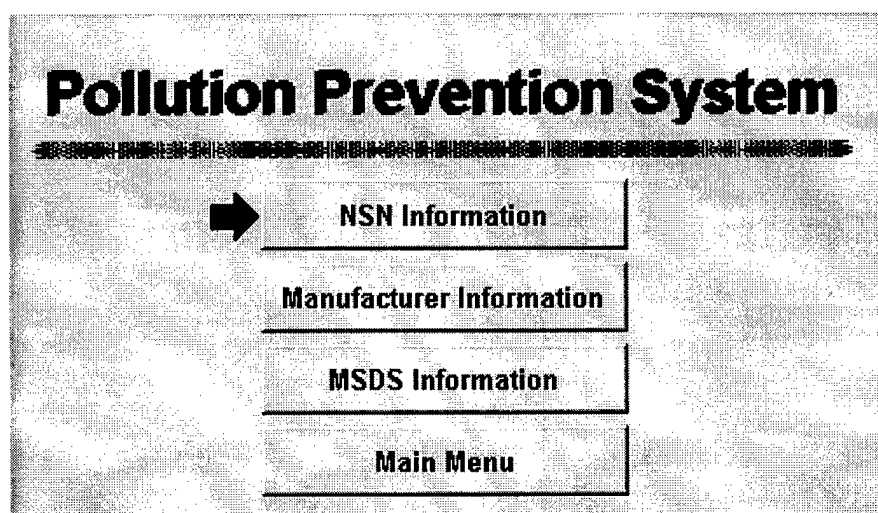 Pollution Prevention System
NSN Information
Manufacturer Information
MSDS Information
Main Menu